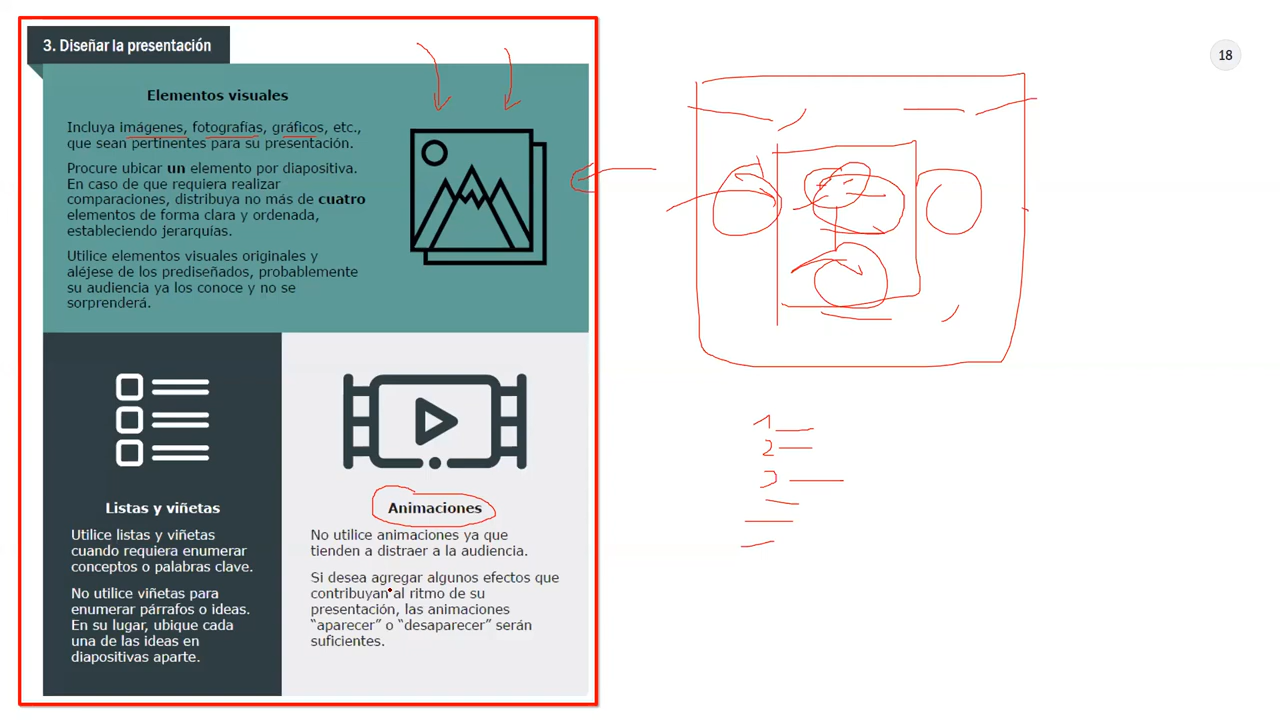 3. Diseñar la presentación
18
Elementos visuales
Incluya imágenes, fotografías, gráficos, etc.,
que sean pertinentes para su presentación.
Procure ubicar un elemento por diapositiva.
En caso de que requiera realizar
comparaciones, distribuya no más de cuatro
elementos de forma clara y ordenada,
estableciendo jerarquías.
Utilice elementos visuales originales y
aléjese de los prediseñados, probablemente
su audiencia ya los conoce y no se
sorprenderá.
Listas y viñetas
Utilice listas y viñetas
cuando requiera enumerar
conceptos o palabras clave.
No utilice viñetas para
enumerar párrafos o ideas.
En su lugar, ubique cada
una de las ideas en
diapositivas aparte.
Animaciones
No utilice animaciones ya que
tienden a distraer a la audiencia.
Si desea agregar algunos efectos que
contribuyan al ritmo de su
presentación, las animaciones
“aparecer” o “desaparecer” serán
suficientes.
1
2
3